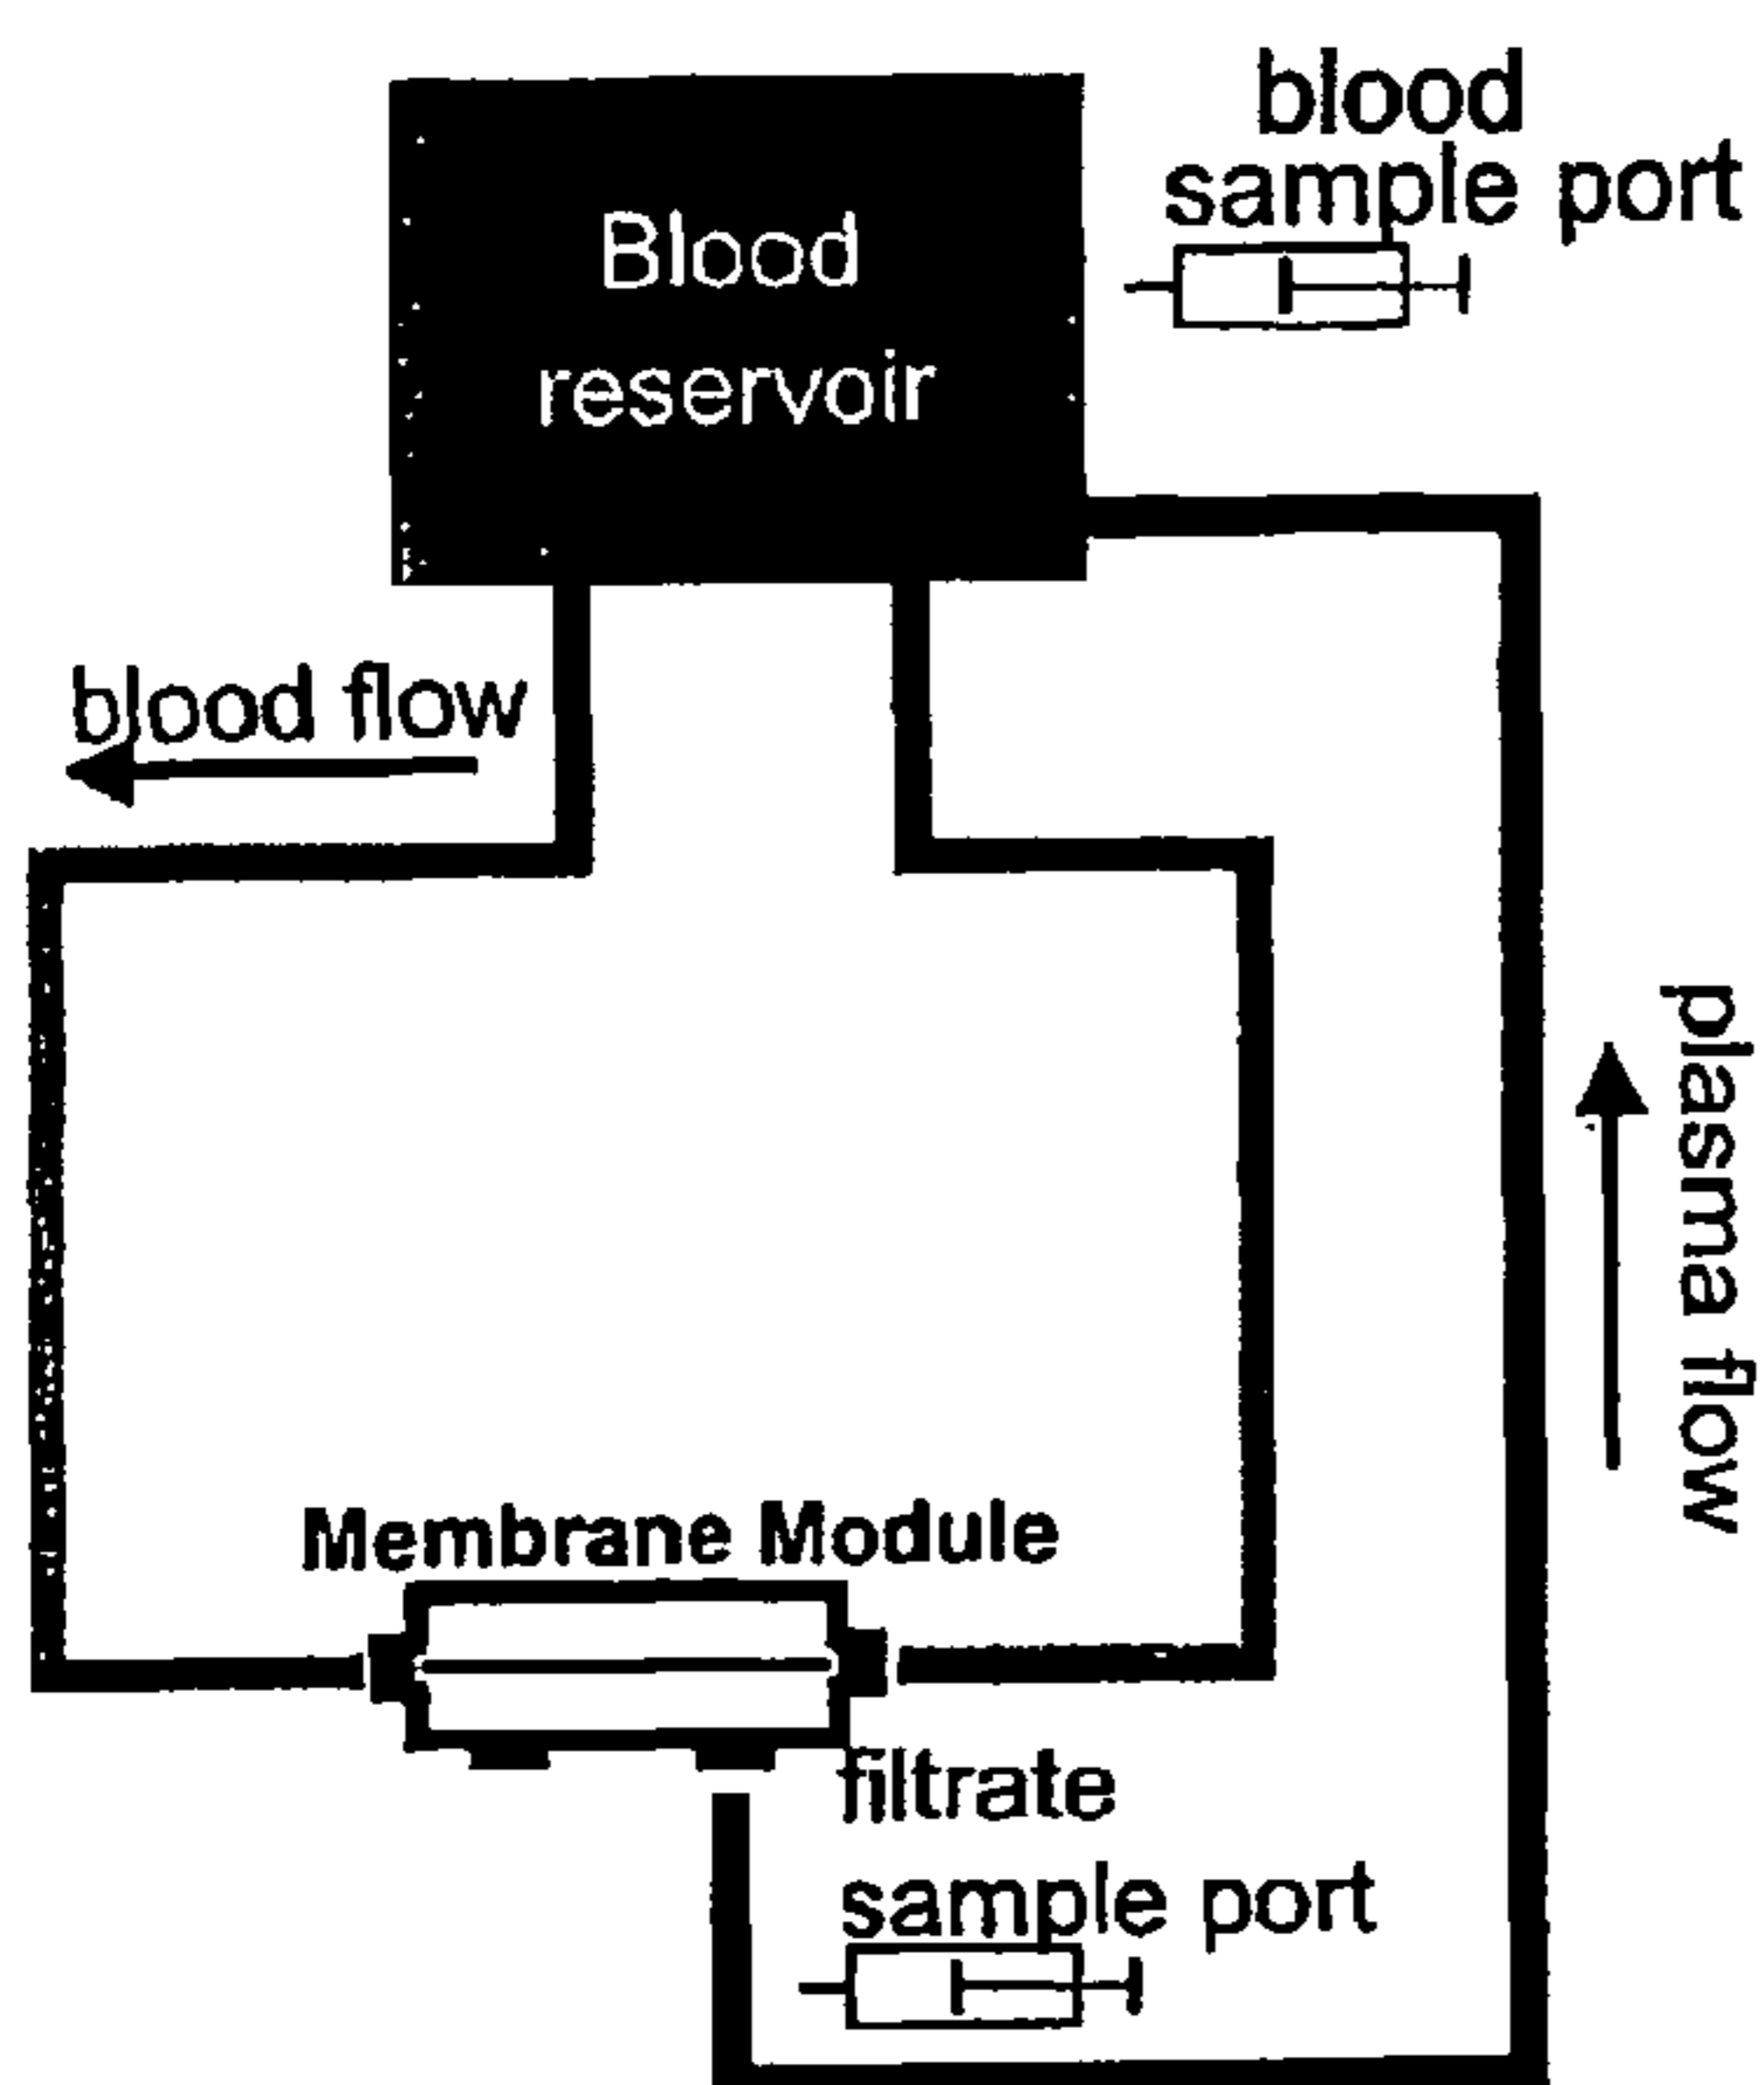 blood
sample port
Blood
reservoir
blood flow
plasma flow
Membrane Module
filtrate
sample port